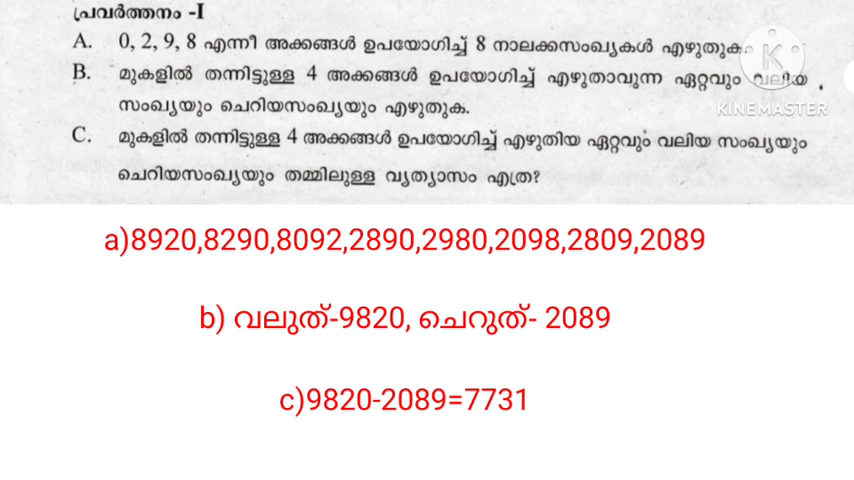 പ്രവർത്തനം -I
A. 0, 2, 9, 8 എന്നീ അക്കങ്ങൾ ഉപയോഗിച്ച് 8 നാലക്കസംഖ്യകൾ എഴുതുക.
B. മുകളിൽ തന്നിട്ടുള്ള 4 അക്കങ്ങൾ ഉപയോഗിച്ച് എഴുതാവുന്ന ഏറ്റവും വലിയ
സംഖ്യയും ചെറിയസംഖ്യയും എഴുതുക.
KINEMASTER
C. മുകളിൽ തന്നിട്ടുള്ള 4 അക്കങ്ങൾ ഉപയോഗിച്ച് എഴുതിയ ഏറ്റവും വലിയ സംഖ്യയും
ചെറിയസംഖ്യയും തമ്മിലുള്ള വ്യത്യാസം എത്ര?
a)8920,8290,8092,2890,2980,2098,2809,2089
b) വലുത്-9820, ചെറുത്- 2089
c)9820-2089=7731